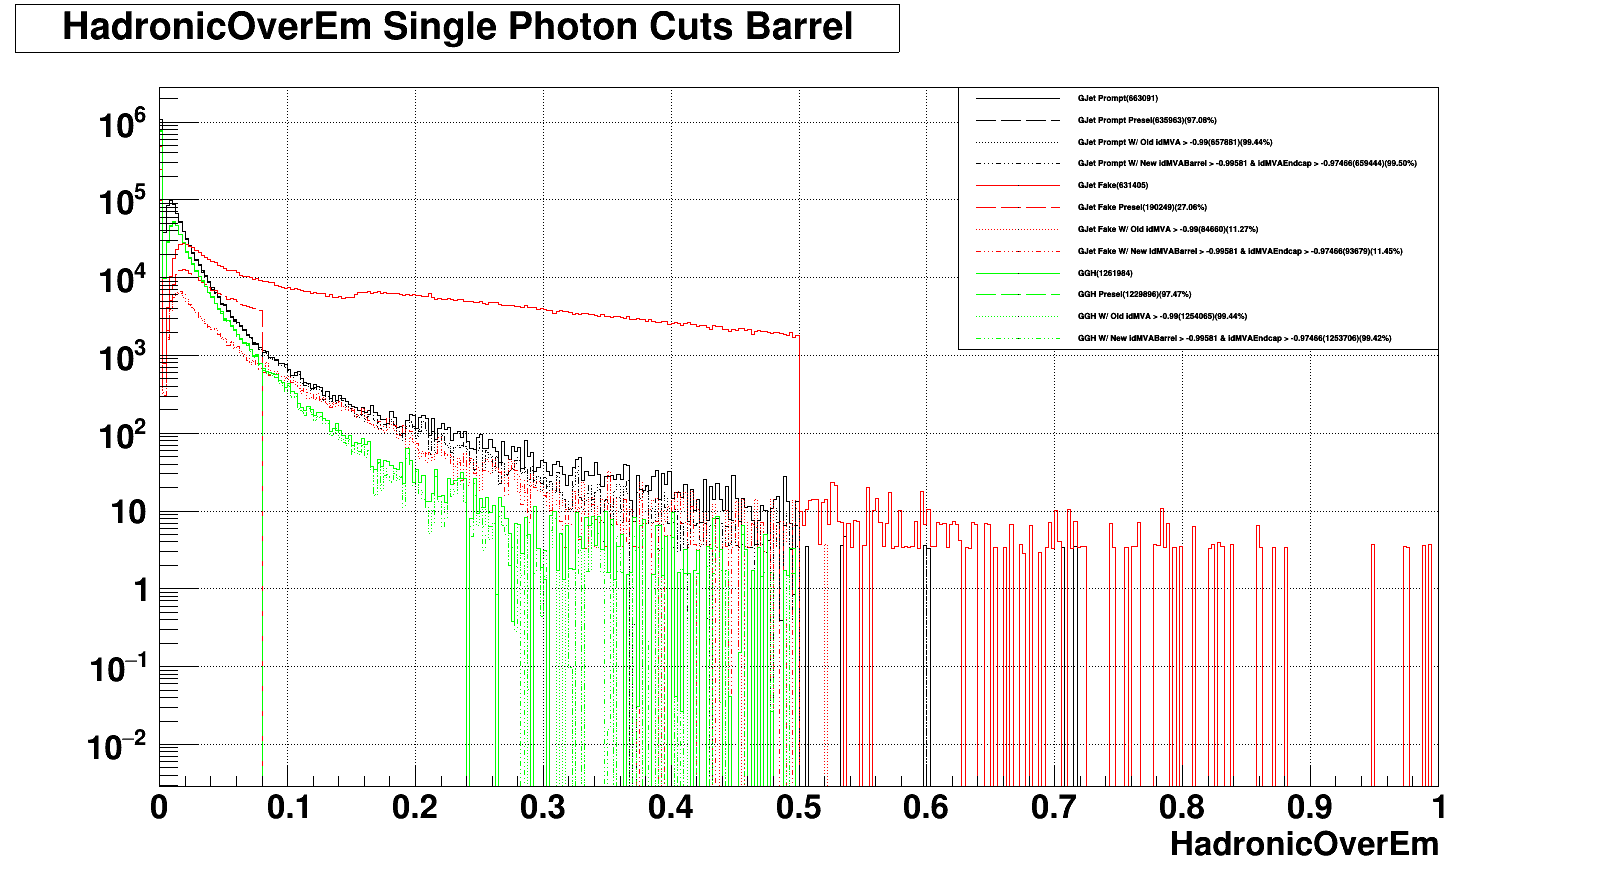 HadronicOverEm Single Photon Cuts Barrel
GJet Prompt(663091)
GJet Prompt Presel(635963)(97.08%)
GJet Prompt W/ Old idMVA > -0.99(657881)(99.44%)
GJet Prompt W/ New idMVABarrel > -0.99581 & idMVAEndcap > -0.97466(659444)(99.50%)
GJet Fake(631405)
GJet Fake Presel(190249)(27.06%)
GJet Fake W/ Old idMVA > -0.99(84660)(11.27%)
GJet Fake W/ New idMVABarrel > -0.99581 & idMVAEndcap > -0.97466(93679)(11.45%)
GGH(1261984)
GGH Presel(1229896)(97.47%)
GGH W/ Old idMVA > -0.99(1254065)(99.44%)
GGH W/ New idMVABarrel > -0.99581 & idMVAEndcap > -0.97466(1253706)(99.42%)
10^6
10^5
10^4
10^3
10^2
10
1
10^−1
10^−2
0 0.1 0.2 0.3 0.4 0.5 0.6 0.7 0.8 0.9 1
HadronicOverEm